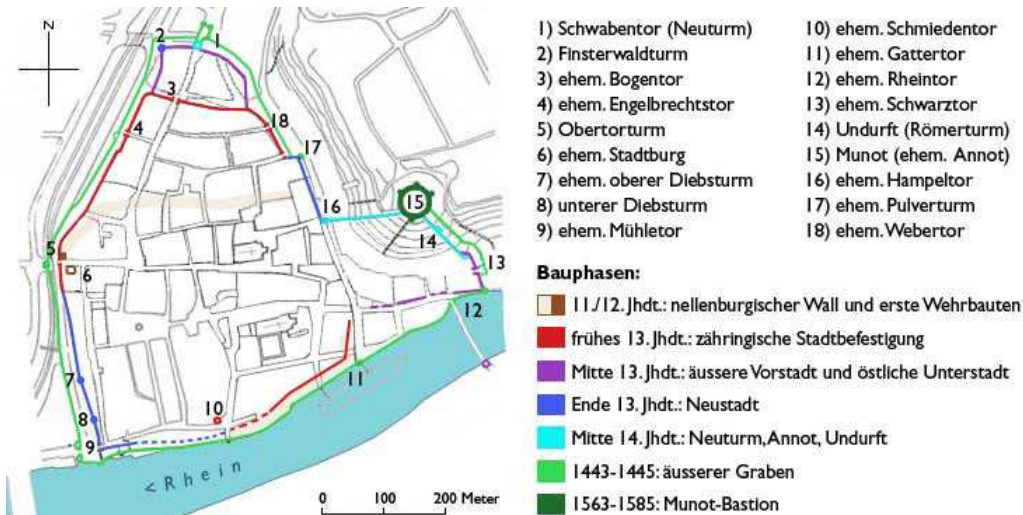 N
1) Schwabentor (Neuturm)
2) Finsterwaldturm
3) ehem. Bogentor
4) ehem. Engelbrechtstor
5) Obertorturm
6) ehem. Stadtburg
7) ehem. oberer Diebsturm
8) unterer Diebsturm
9) ehem. Mühletor
10) ehem. Schmiedentor
11) ehem. Gattertor
12) ehem. Rheintor
13) ehem. Schwarztor
14) Undurft (Römerturm)
15) Munot (ehem. Annot)
16) ehem. Hampeltor
17) ehem. Pulverturm
18) ehem. Webertor
Bauphasen:
11./12. Jhdt.: nellenburgischer Wall und erste Wehrbauten
frühes 13. Jhdt.: zähringische Stadtbefestigung
Mitte 13. Jhdt.: äussere Vorstadt und östliche Unterstadt
Ende 13. Jhdt.: Neustadt
Mitte 14. Jhdt.: Neuturm, Annot, Undurft
1443-1445: äusserer Graben
1563-1585: Munot-Bastion
2
1
3
4
18
17
16
15
14
5
6
13
12
7
11
8
10
9
< Rhein
0 100 200 Meter